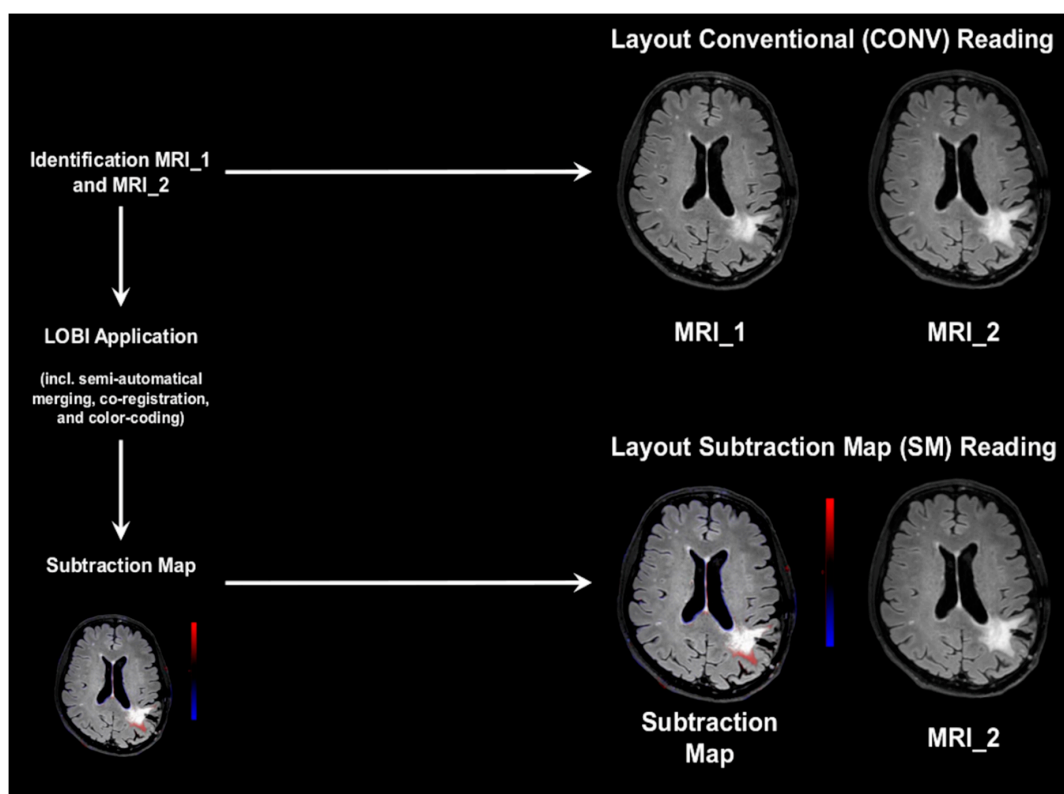 Layout Conventional (CONV) Reading
Identification MRI_1
and MRI_2
MRI_1
MRI_2
LOBI Application
(incl. semi-automatical
merging, co-registration,
and color-coding)
Layout Subtraction Map (SM) Reading
Subtraction Map
Subtraction
Map
MRI_2